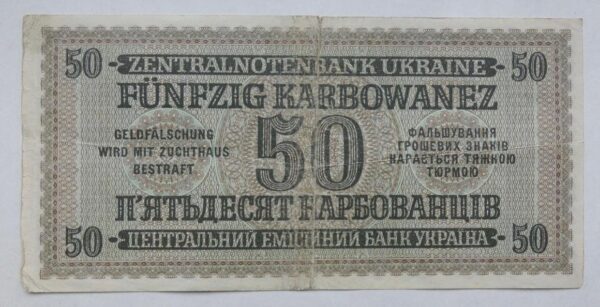 50 - ZENTRALNOTENBANK UKRAINE - 50
FÜNFZIG KARBOWANEZ
GELDFÄLSCHUNG
WIRD MIT ZUCHTHAUS
BESTRAFT
50
ФАЛЬШУВАННЯ
ГРОШЕВИХ ЗНАКІВ
КАРАЄТЬСЯ ТЯЖКОЮ
ТЮРМОЮ
П'ЯТЬДЕСЯТ КАРБОВАНЦІВ
50 - ЦЕНТРАЛЬНИЙ ЕМІСІЙНИЙ БАНК УКРАЇНА - 50